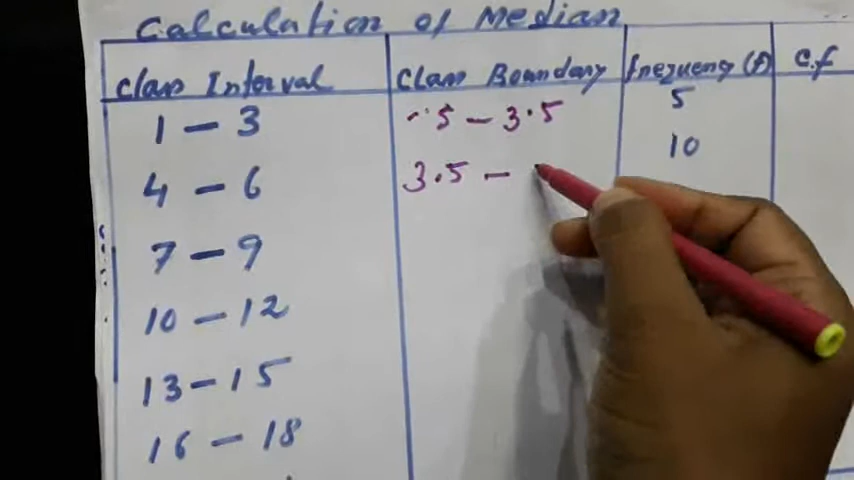 Calculation of Median
Class Interval Class Boundary frequency (f) c.f
1 – 3 .5 – 3.5 5
4 – 6 3.5 – 10
7 – 9
10 – 12
13 – 15
16 – 18